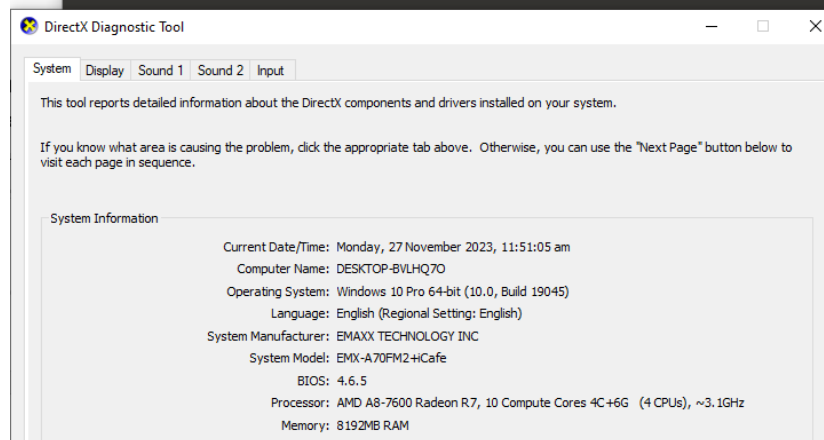 DirectX Diagnostic Tool
System Display Sound 1 Sound 2 Input
This tool reports detailed information about the DirectX components and drivers installed on your system.
If you know what area is causing the problem, click the appropriate tab above.  Otherwise, you can use the "Next Page" button below to
visit each page in sequence.
System Information
Current Date/Time: Monday, 27 November 2023, 11:51:05 am
Computer Name: DESKTOP-BVLHQ7O
Operating System: Windows 10 Pro 64-bit (10.0, Build 19045)
Language: English (Regional Setting: English)
System Manufacturer: EMAXX TECHNOLOGY INC
System Model: EMX-A70FM2+iCafe
BIOS: 4.6.5
Processor: AMD A8-7600 Radeon R7, 10 Compute Cores 4C+6G   (4 CPUs), ~3.1GHz
Memory: 8192MB RAM